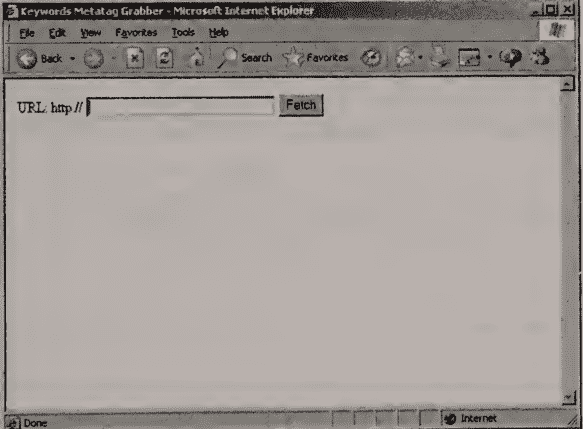 Keywords Metatag Grabber - Microsoft Internet Explorer
File Edit View Favorites Tools Help
Back Search Favorites
URL: http:// Fetch
Done Internet